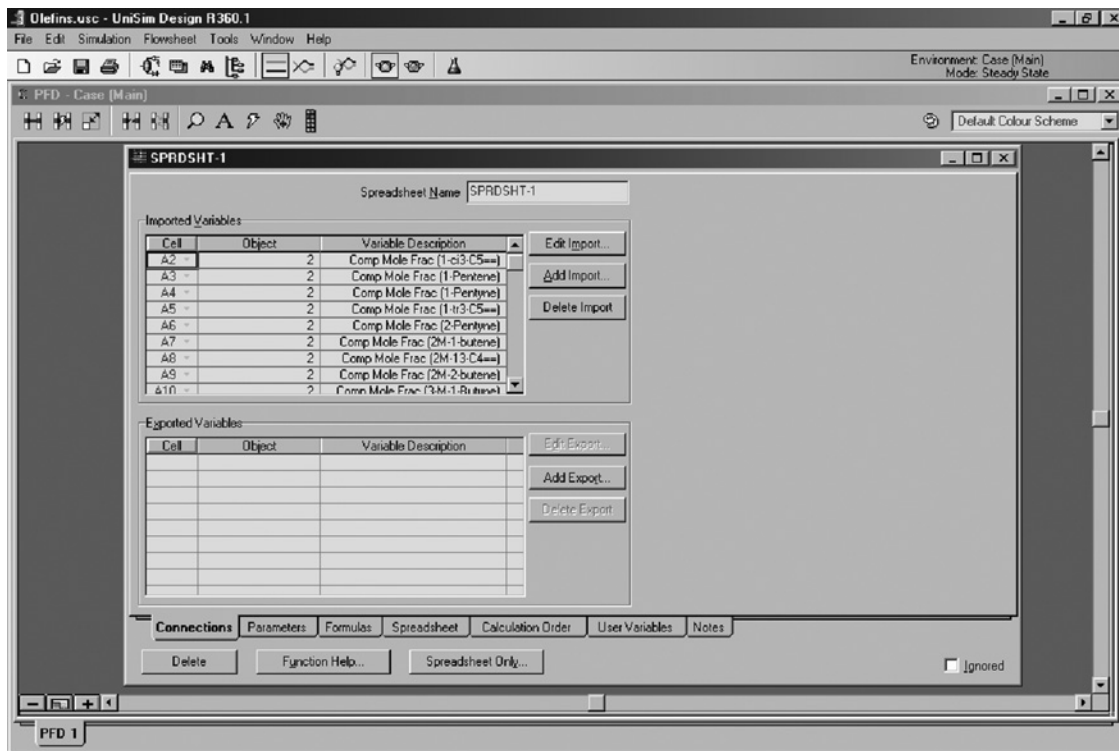 Olefins.usc - UniSim Design R360.1
File Edit Simulation Flowsheet Tools Window Help
Environment: Case (Main)
Mode: Steady State
PFD - Case (Main)
Default Colour Scheme
SPRDSHT-1
Spreadsheet Name SPRDSHT-1
Imported Variables
Cell Object Variable Description
A2 2 Comp Mole Frac (1-ci3-C5==)
A3 2 Comp Mole Frac (1-Pentene)
A4 2 Comp Mole Frac (1-Pentyne)
A5 2 Comp Mole Frac (1-tr3-C5==)
A6 2 Comp Mole Frac (2-Pentyne)
A7 2 Comp Mole Frac (2M-1-butene)
A8 2 Comp Mole Frac (2M-13-C4==)
A9 2 Comp Mole Frac (2M-2-butene)
A10 2 Comp Mole Frac (3-M-1-Butyne)
Edit Import...
Add Import...
Delete Import
Exported Variables
Cell Object Variable Description
Edit Export...
Add Export...
Delete Export
Connections Parameters Formulas Spreadsheet Calculation Order User Variables Notes
Delete Function Help... Spreadsheet Only... Ignored
PFD 1